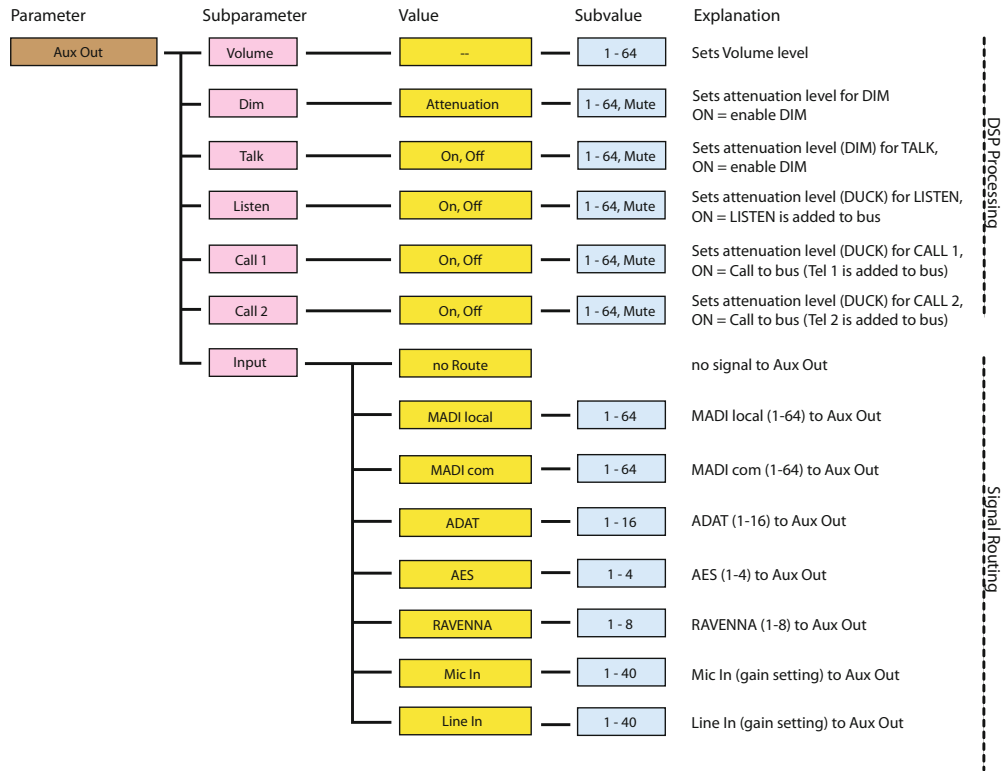 Parameter Subparameter Value Subvalue Explanation
Aux Out Volume -- 1 - 64 Sets Volume level
Dim Attenuation 1 - 64, Mute Sets attenuation level for DIM
ON = enable DIM
Talk On, Off 1 - 64, Mute Sets attenuation level (DIM) for TALK,
ON = enable DIM
Listen On, Off 1 - 64, Mute Sets attenuation level (DUCK) for LISTEN,
ON = LISTEN is added to bus
Call 1 On, Off 1 - 64, Mute Sets attenuation level (DUCK) for CALL 1,
ON = Call to bus (Tel 1 is added to bus)
Call 2 On, Off 1 - 64, Mute Sets attenuation level (DUCK) for CALL 2,
ON = Call to bus (Tel 2 is added to bus)
DSP Processing
Input no Route no signal to Aux Out
MADI local 1 - 64 MADI local (1-64) to Aux Out
MADI com 1 - 64 MADI com (1-64) to Aux Out
ADAT 1 - 16 ADAT (1-16) to Aux Out
AES 1 - 4 AES (1-4) to Aux Out
RAVENNA 1 - 8 RAVENNA (1-8) to Aux Out
Mic In 1 - 40 Mic In (gain setting) to Aux Out
Line In 1 - 40 Line In (gain setting) to Aux Out
Signal Routing